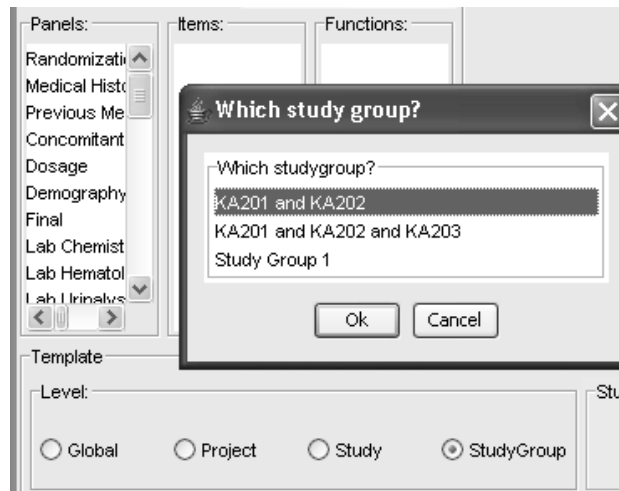 Panels:
Items:
Functions:
Randomizati
Medical Histo
Previous Me
Concomitant
Dosage
Demography
Final
Lab Chemist
Lab Hematol
Lab Urinalys
Which study group?
Which studygroup?
KA201 and KA202
KA201 and KA202 and KA203
Study Group 1
Ok
Cancel
Template
Level:
Stu
Global
Project
Study
StudyGroup